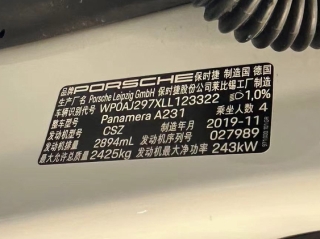 品牌 PORSCHE 保时捷 制造国 德国
生产厂名 Porsche Leipzig GmbH 保时捷股份公司莱比锡工厂制造
车辆识别代号 WP0AJ297XLL123322 1,0%
整车型号 Panamera A231 乘坐人数 4
发动机型号 CSZ 制造年月 2019-11
发动机排量 2894mL 发动机号 027989
最大允许总质量 2425kg 发动机最大净功率 243kW